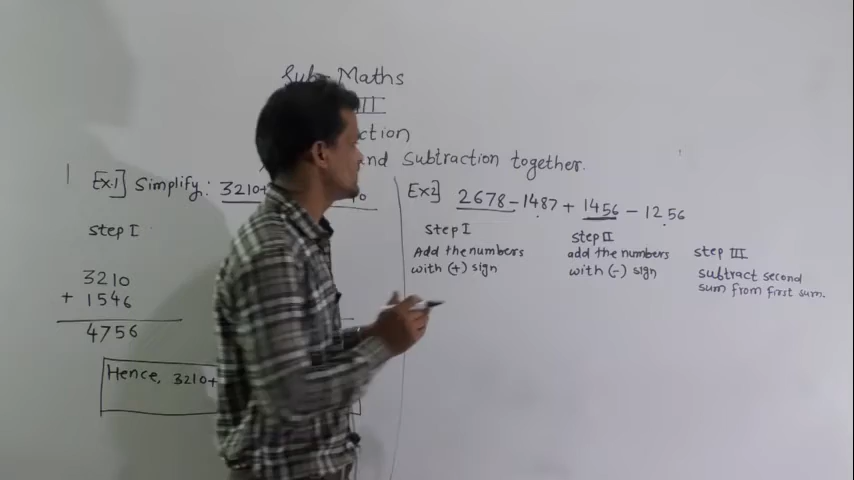 Sub- Maths
III
ction
nd Subtraction together.
Ex.1] Simplify: 3210+
step I
3210
+ 1546
4756
Hence, 3210+
Ex2] 2678 - 1487 + 1456 - 1256
step I
Add the numbers
with (+) sign
step II
add the numbers
with (-) sign
step III
subtract second
sum from first sum.